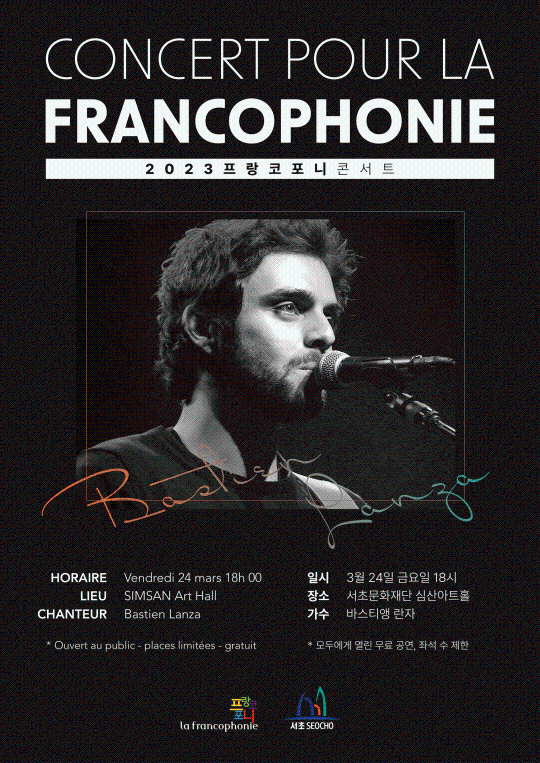 CONCERT POUR LA
FRANCOPHONIE
2023프랑코포니콘서트
Bastien Lanza
HORAIRE Vendredi 24 mars 18h 00
LIEU SIMSAN Art Hall
CHANTEUR Bastien Lanza
* Ouvert au public - places limitées - gratuit
일시 3월 24일 금요일 18시
장소 서초문화재단 심산아트홀
가수 바스티앵 란자
* 모두에게 열린 무료 공연, 좌석 수 제한
프랑코
포니
la francophonie
서초 SEOCHO